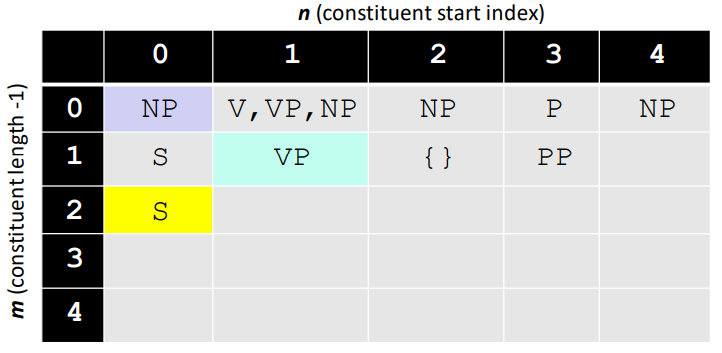 n (constituent start index)
0 1 2 3 4
m (constituent length -1)
0 NP V,VP,NP NP P NP
1 S VP {} PP
2 S
3
4